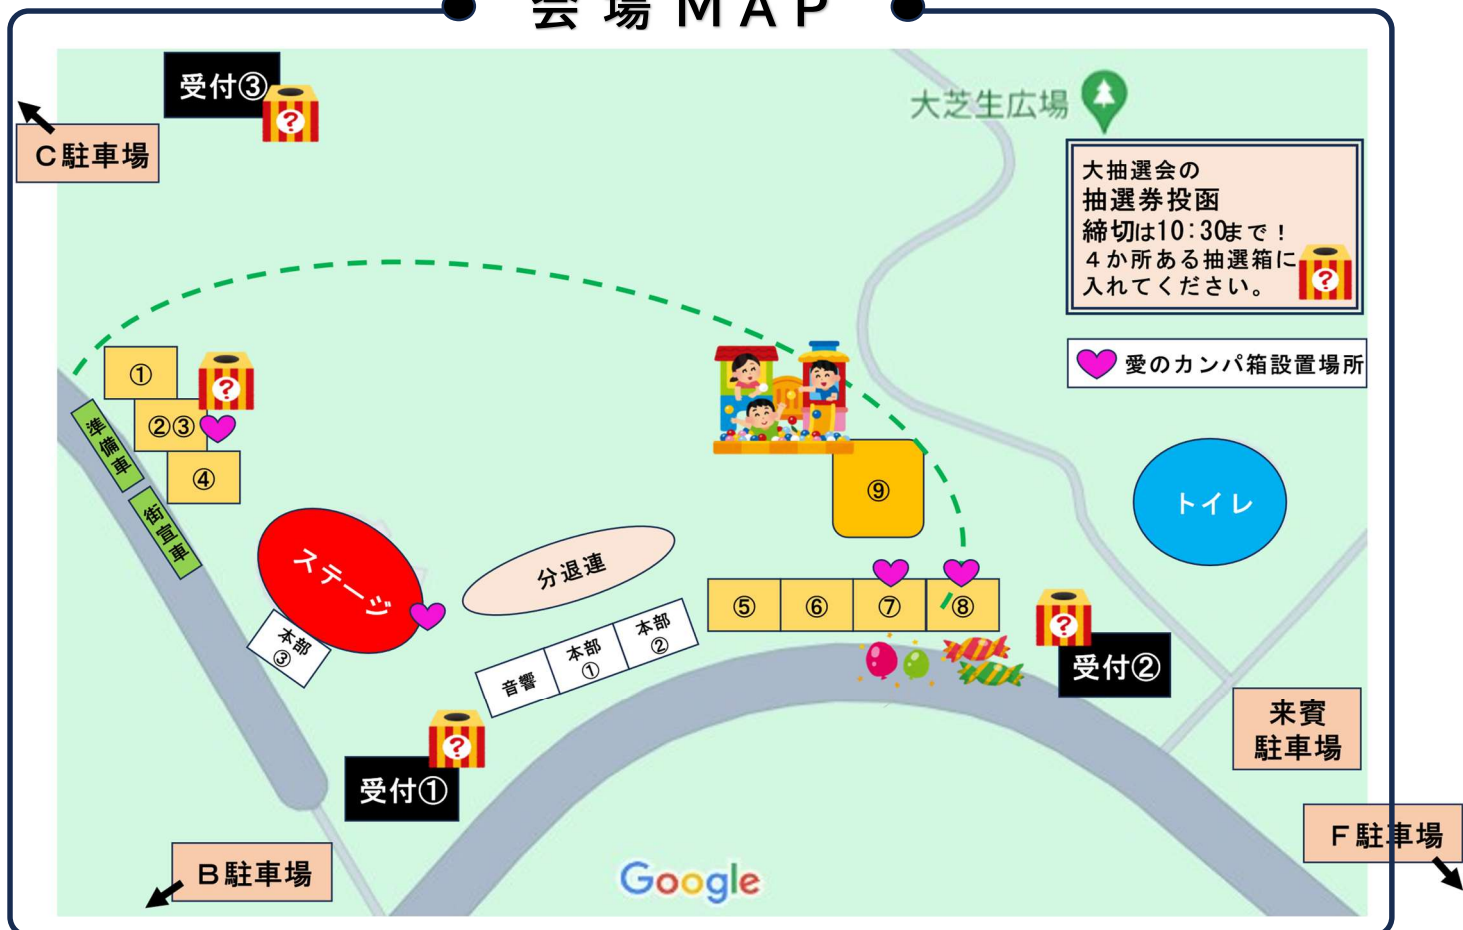 会場MAP
受付③
?
大芝生広場
C駐車場
大抽選会の
抽選券投函
締切は10:30まで！
４か所ある抽選箱に
入れてください。
?
愛のカンパ箱設置場所
①
?
②③
④
準備車
街宣車
⑨
トイレ
ステージ
分退連
本部③
音響
本部①
本部②
⑤
⑥
⑦
⑧
?
受付②
?
受付①
来賓
駐車場
F駐車場
B駐車場
Google